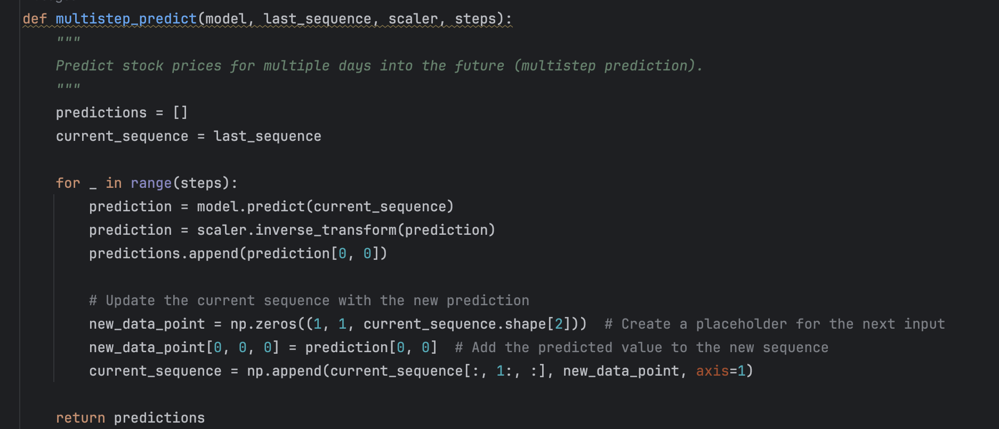 def multistep_predict(model, last_sequence, scaler, steps):
    """
    Predict stock prices for multiple days into the future (multistep prediction).
    """
    predictions = []
    current_sequence = last_sequence

    for _ in range(steps):
        prediction = model.predict(current_sequence)
        prediction = scaler.inverse_transform(prediction)
        predictions.append(prediction[0, 0])

        # Update the current sequence with the new prediction
        new_data_point = np.zeros((1, 1, current_sequence.shape[2]))  # Create a placeholder for the next input
        new_data_point[0, 0, 0] = prediction[0, 0]  # Add the predicted value to the new sequence
        current_sequence = np.append(current_sequence[:, 1:, :], new_data_point, axis=1)

    return predictions